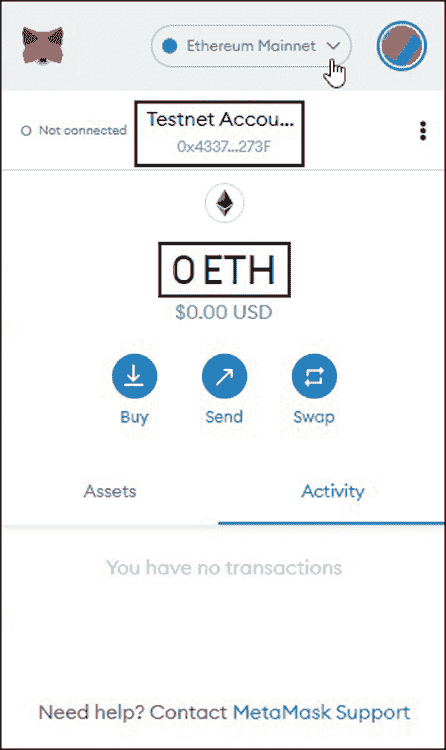 Ethereum Mainnet
Not connected
Testnet Accou...
0x4337...273F
0 ETH
$0.00 USD
Buy Send Swap
Assets Activity
You have no transactions
Need help? Contact MetaMask Support